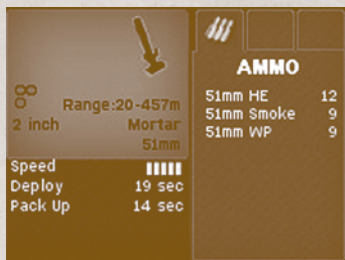 Range:20-457m
2 inch Mortar
51mm
Speed
Deploy 19 sec
Pack Up 14 sec
AMMO
51mm HE 12
51mm Smoke 9
51mm WP 9